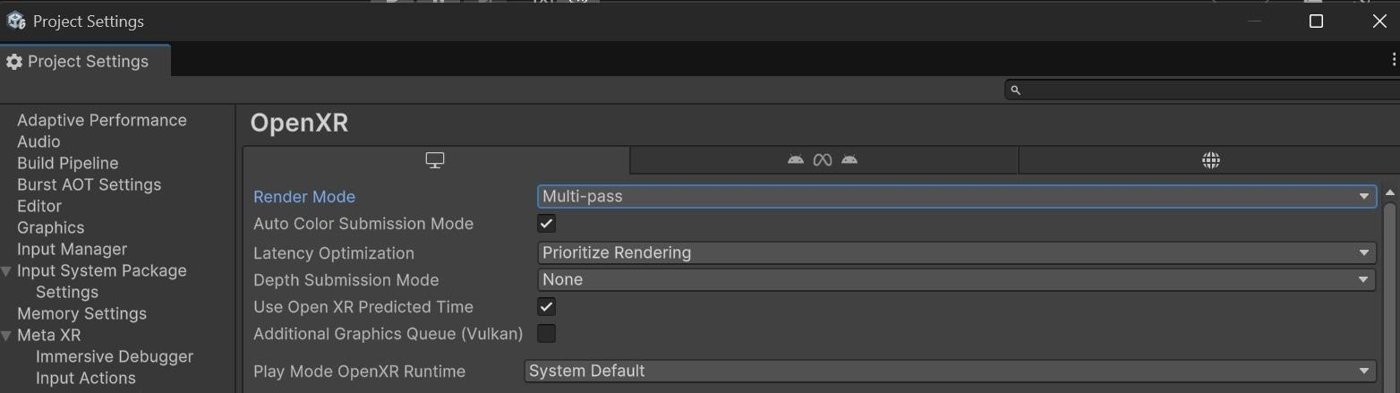 Project Settings
Project Settings
Adaptive Performance
Audio
Build Pipeline
Burst AOT Settings
Editor
Graphics
Input Manager
Input System Package
Settings
Memory Settings
Meta XR
Immersive Debugger
Input Actions
OpenXR
Render Mode Multi-pass
Auto Color Submission Mode
Latency Optimization Prioritize Rendering
Depth Submission Mode None
Use Open XR Predicted Time
Additional Graphics Queue (Vulkan)
Play Mode OpenXR Runtime System Default